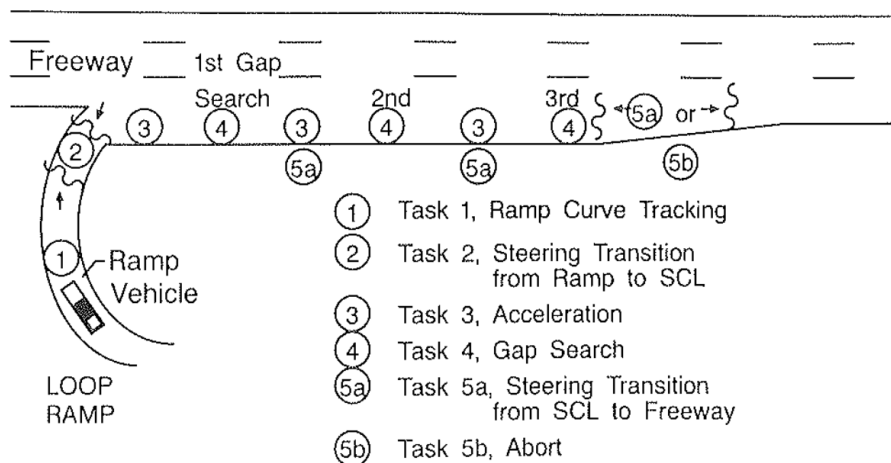 Freeway
1st Gap
Search
2nd
3rd
3
4
3
4
3
4
5a
or
2
5a
5a
5b
1
Ramp
Vehicle
LOOP
RAMP
1 Task 1, Ramp Curve Tracking
2 Task 2, Steering Transition
from Ramp to SCL
3 Task 3, Acceleration
4 Task 4, Gap Search
5a Task 5a, Steering Transition
from SCL to Freeway
5b Task 5b, Abort